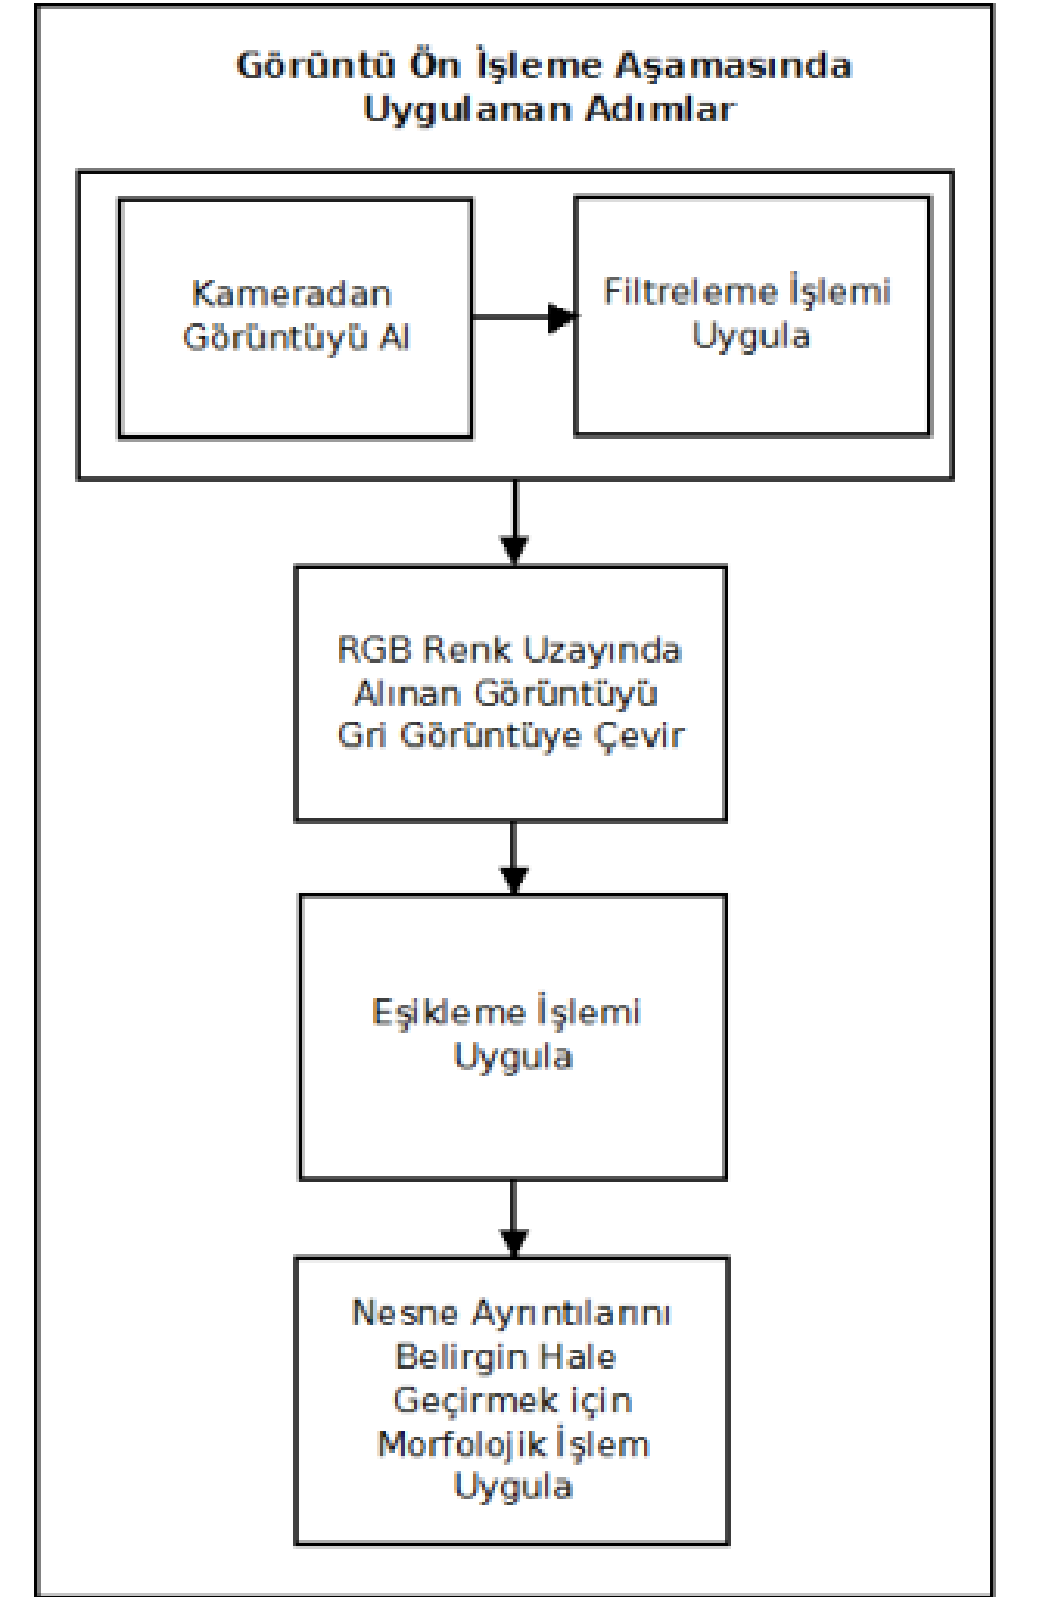 Görüntü Ön İşleme Aşamasında
Uygulanan Adımlar
Kameradan
Görüntüyü Al
Filtreleme İşlemi
Uygula
RGB Renk Uzayında
Alınan Görüntüyü
Gri Görüntüye Çevir
Eşikleme İşlemi
Uygula
Nesne Ayrıntılarını
Belirgin Hale
Geçirmek için
Morfolojik İşlem
Uygula